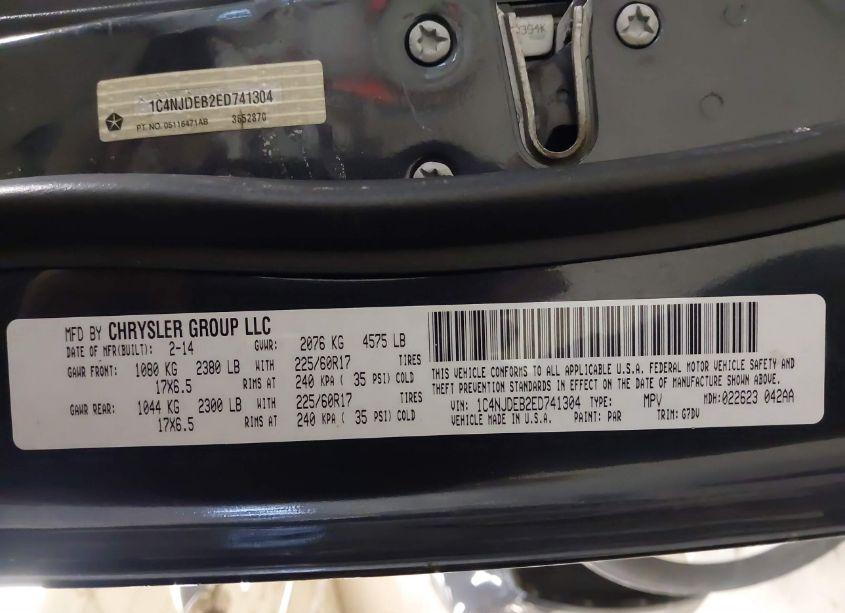 394K
1C4NJDEB2ED741304
PT. NO. 05116471AB 3652870
MFD BY CHRYSLER GROUP LLC
DATE OF MFR(BUILT): 2-14 GVWR: 2076 KG 4575 LB
GAWR FRONT: 1080 KG 2380 LB WITH 225/60R17 TIRES
17X6.5 RIMS AT 240 KPA ( 35 PSI) COLD
GAWR REAR: 1044 KG 2300 LB WITH 225/60R17 TIRES
17X6.5 RIMS AT 240 KPA ( 35 PSI) COLD
THIS VEHICLE CONFORMS TO ALL APPLICABLE U.S.A. FEDERAL MOTOR VEHICLE SAFETY AND
THEFT PREVENTION STANDARDS IN EFFECT ON THE DATE OF MANUFACTURE SHOWN ABOVE.
VIN: 1C4NJDEB2ED741304 TYPE: MPV MDH:022623 042AA
VEHICLE MADE IN U.S.A. PAINT: PAR TRIM: G7DV